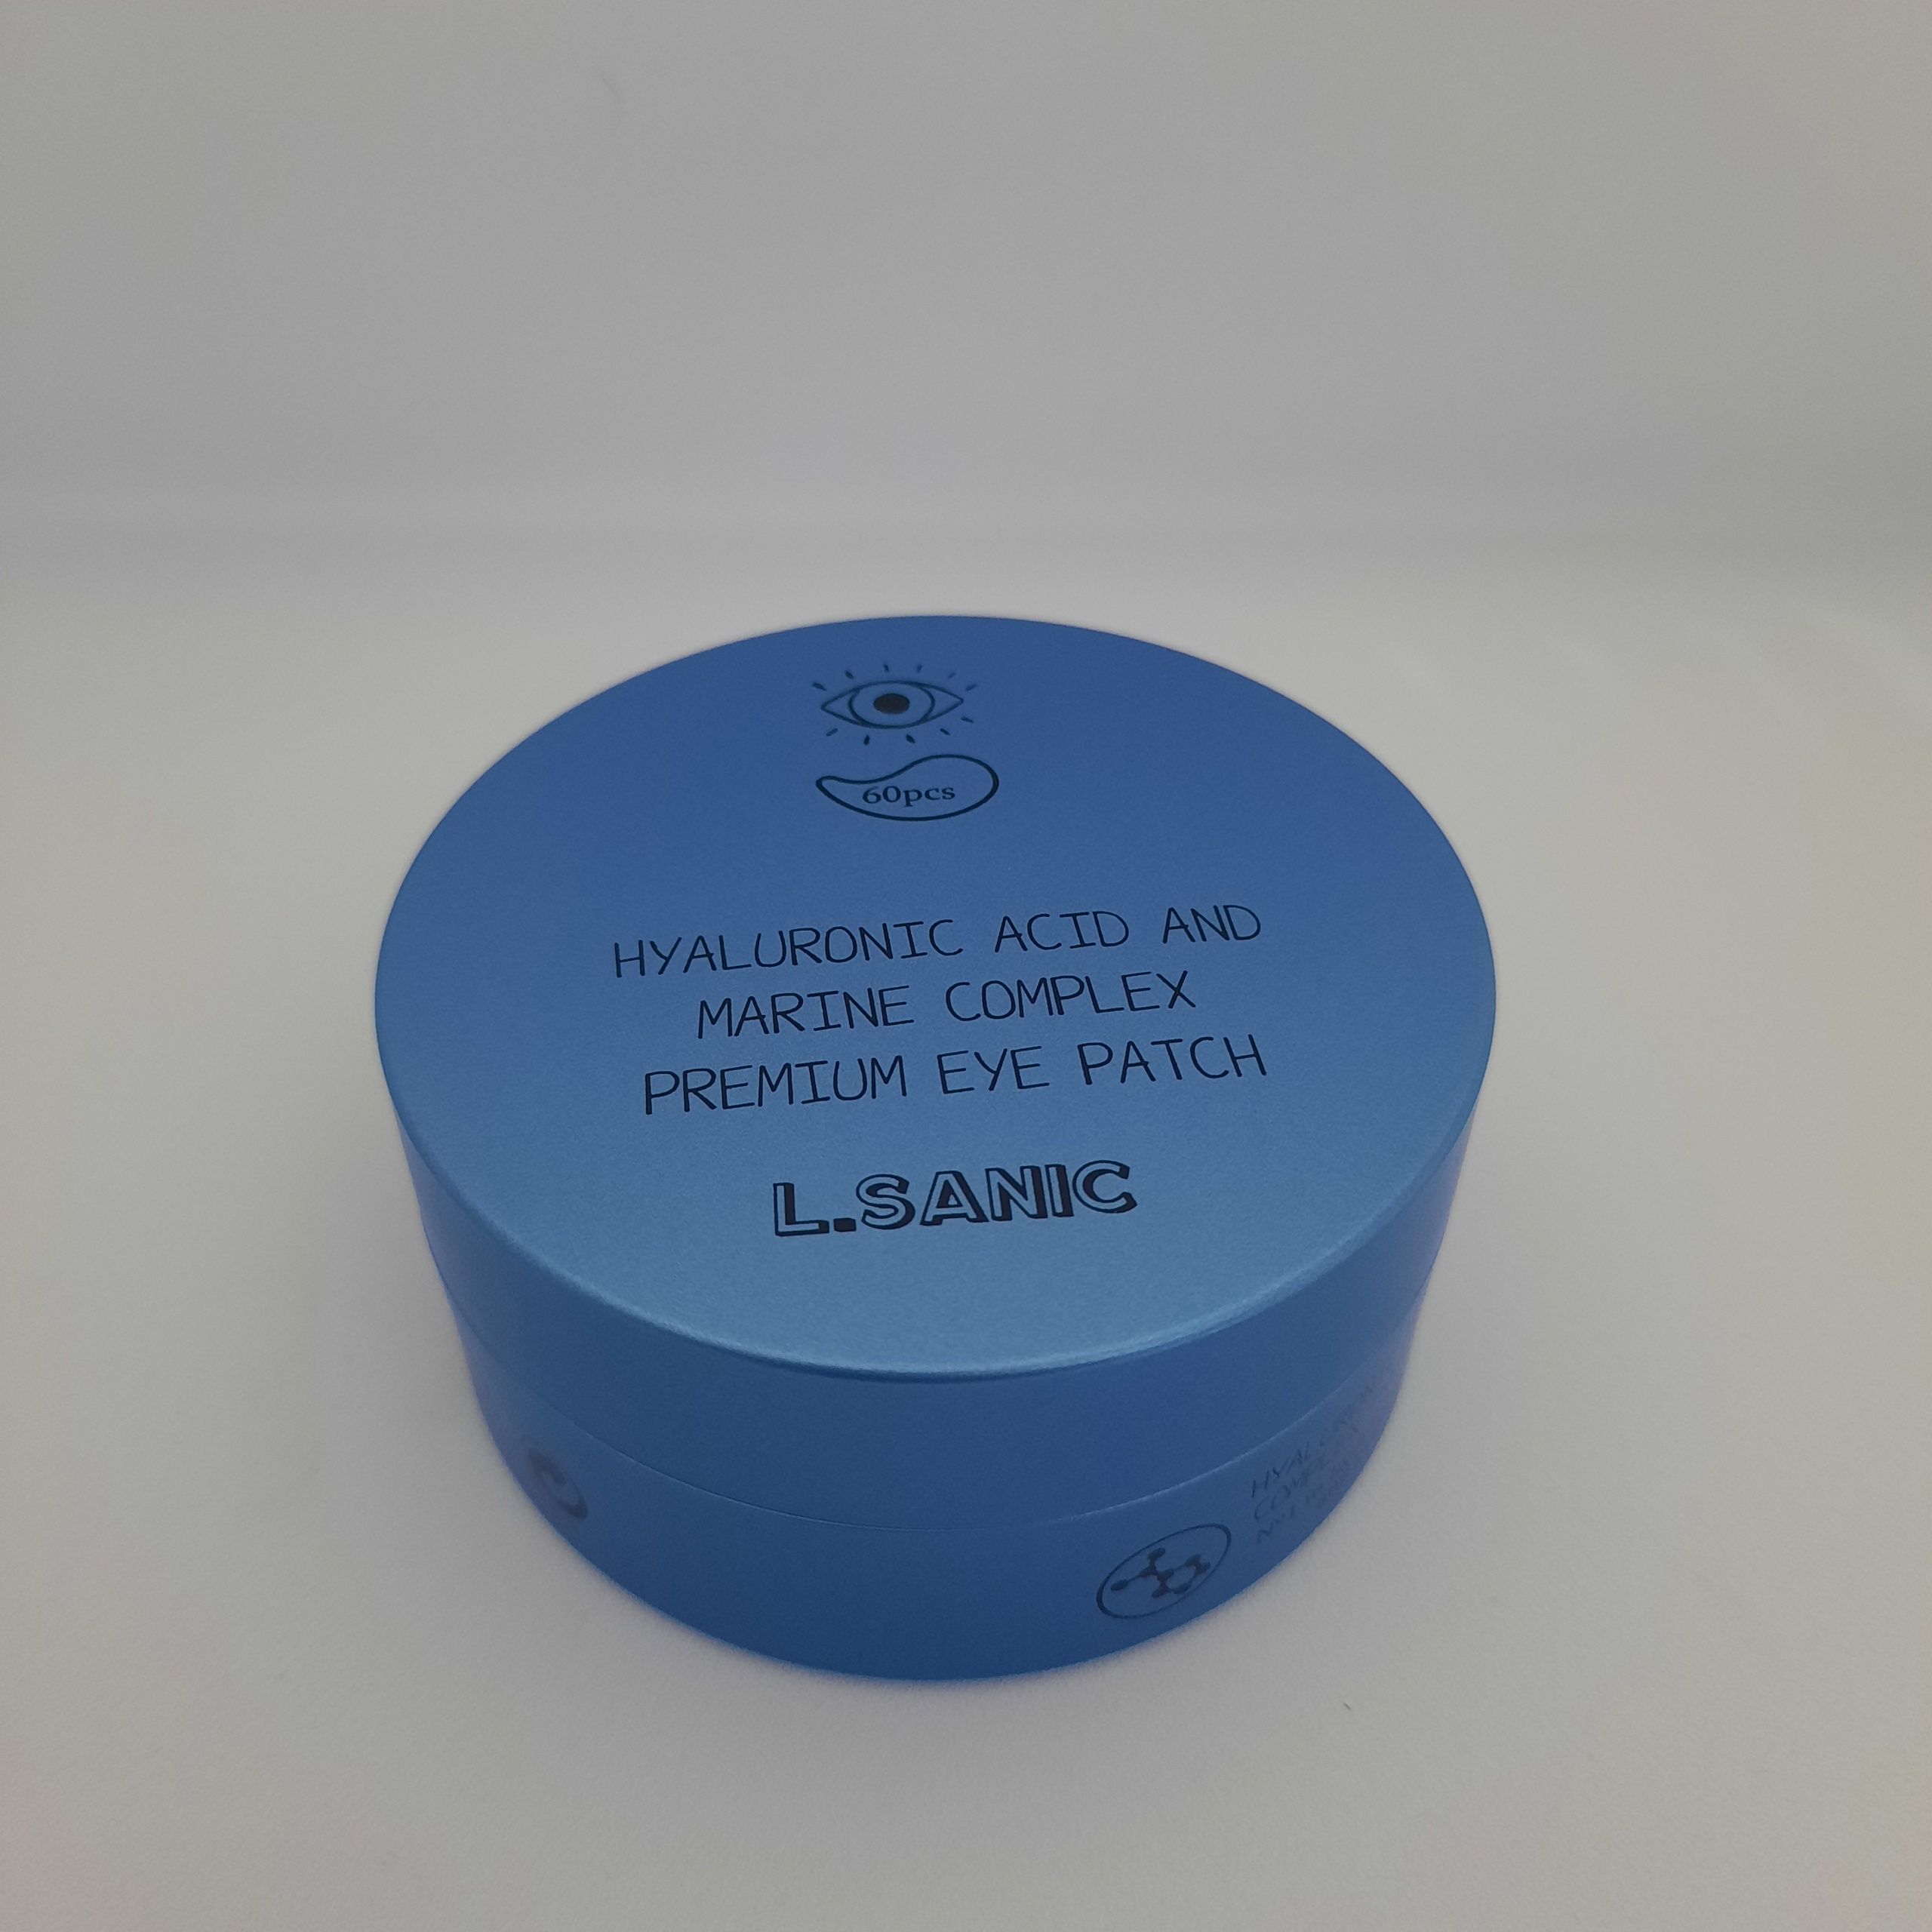 60pcs
HYALURONIC ACID AND
MARINE COMPLEX
PREMIUM EYE PATCH
L.SANIC